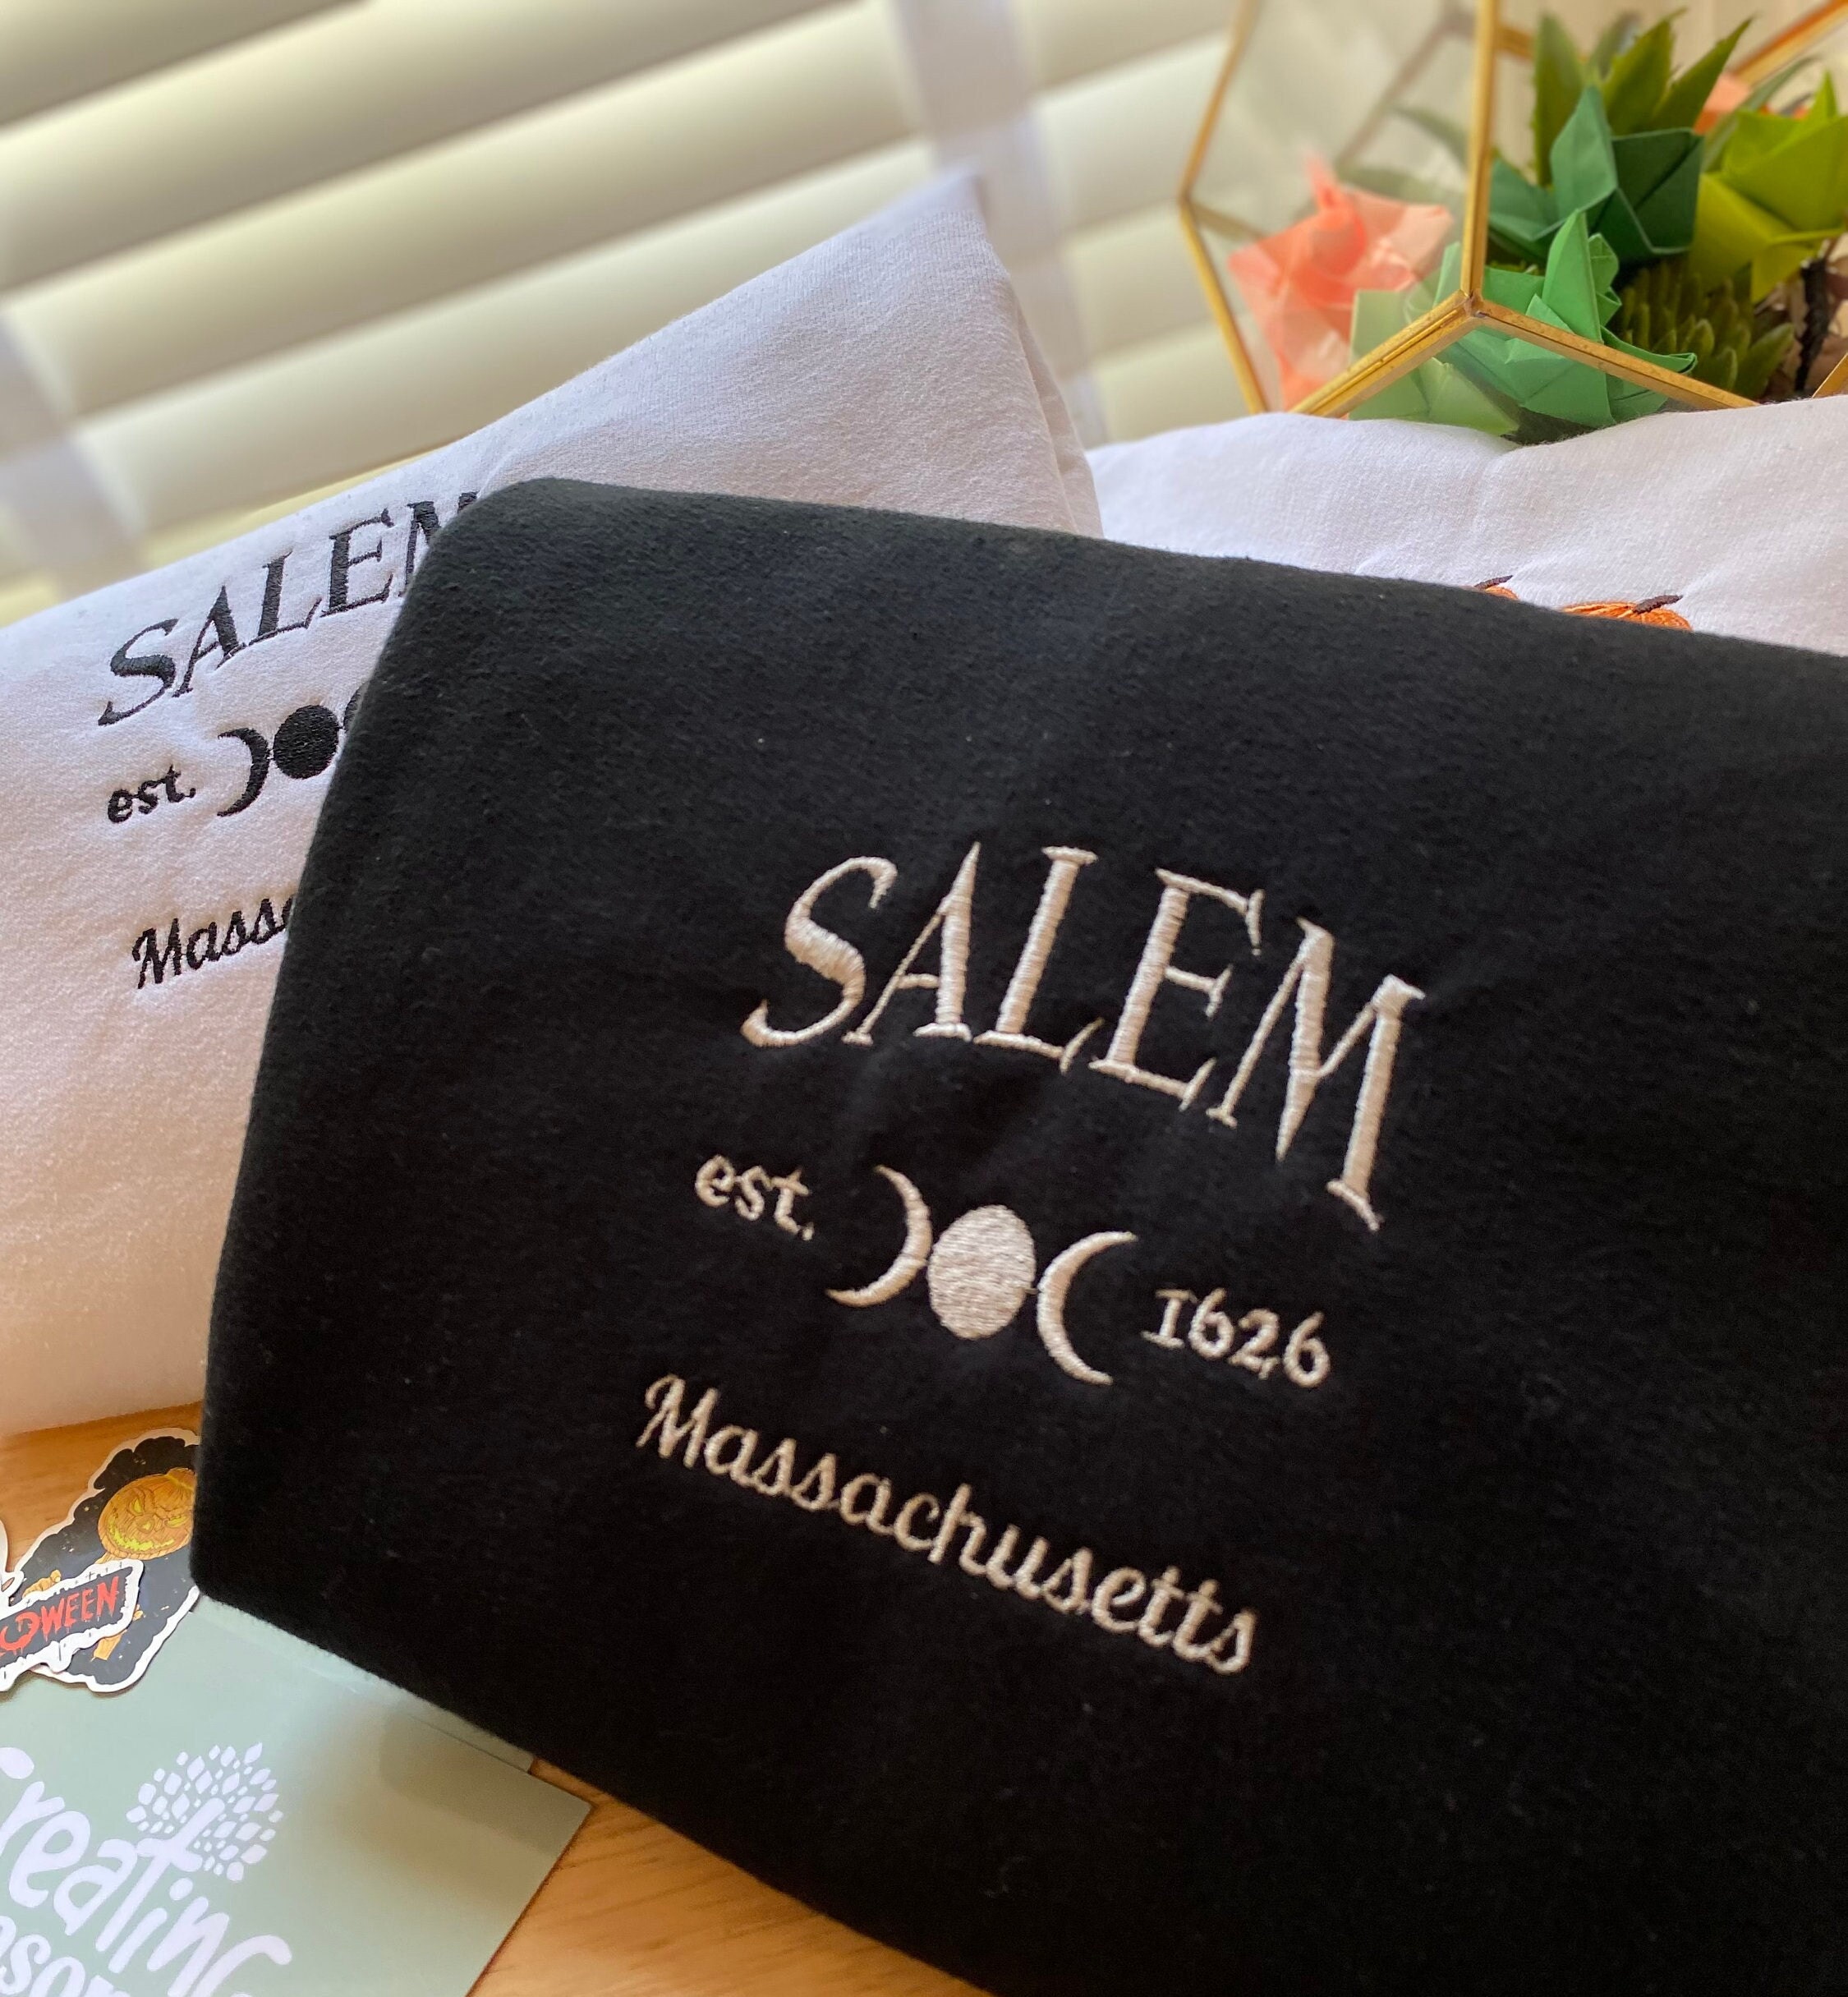 SALEM
est.
SALEM
est. 1626
Massachusetts